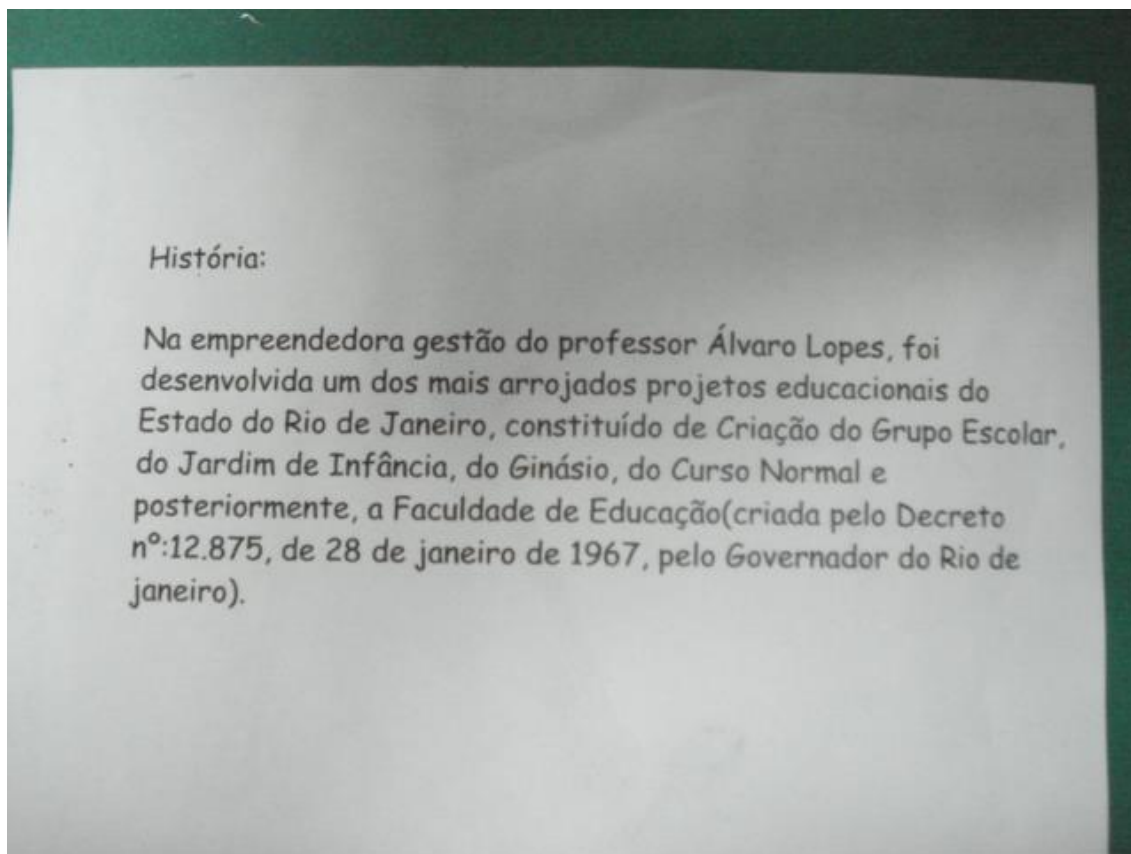 História:
Na empreendedora gestão do professor Álvaro Lopes, foi
desenvolvida um dos mais arrojados projetos educacionais do
Estado do Rio de Janeiro, constituído de Criação do Grupo Escolar,
do Jardim de Infância, do Ginásio, do Curso Normal e
posteriormente, a Faculdade de Educação(criada pelo Decreto
nº:12.875, de 28 de janeiro de 1967, pelo Governador do Rio de
janeiro).